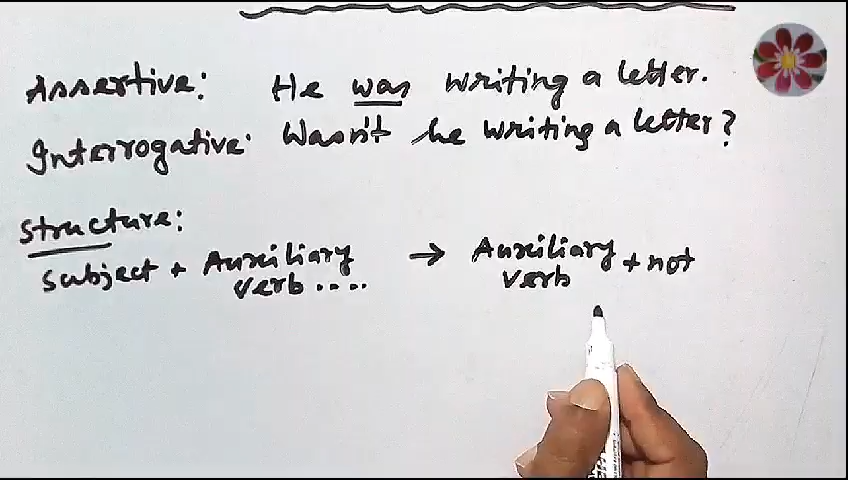 Assertive: He was writing a letter.
Interrogative: Wasn't he writing a letter?
Structure:
Subject + Auxiliary verb.... → Auxiliary verb + not